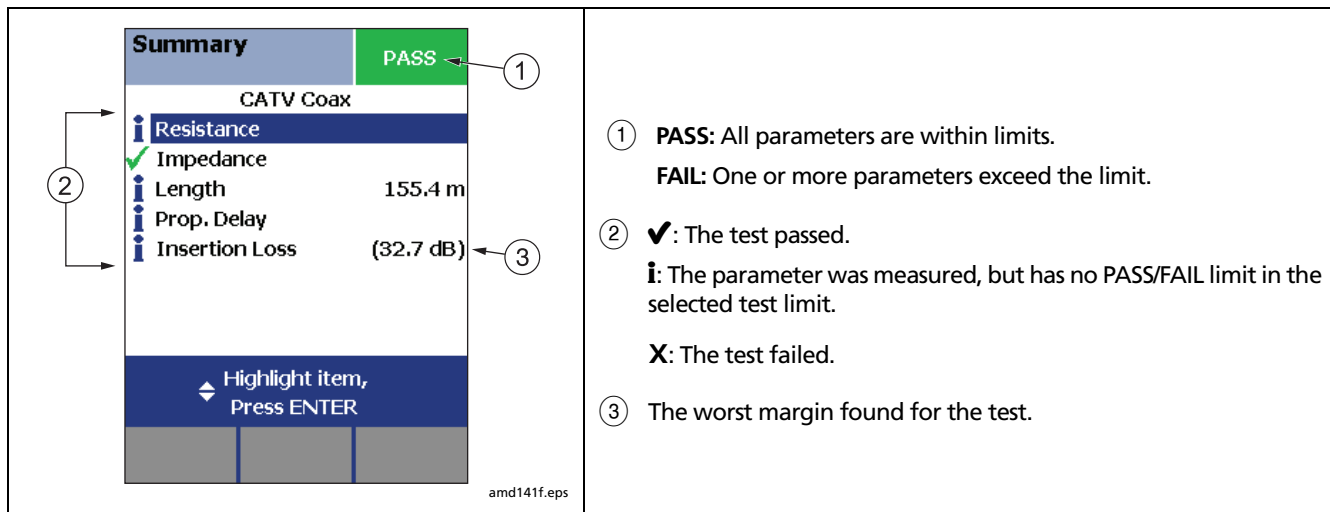 Summary
PASS
①
CATV Coax
i Resistance
✓ Impedance
②
i Length 155.4 m
i Prop. Delay
i Insertion Loss (32.7 dB)
③
Highlight item,
Press ENTER
amd141f.eps
① PASS: All parameters are within limits.
FAIL: One or more parameters exceed the limit.
② ✔: The test passed.
i: The parameter was measured, but has no PASS/FAIL limit in the
selected test limit.
X: The test failed.
③ The worst margin found for the test.